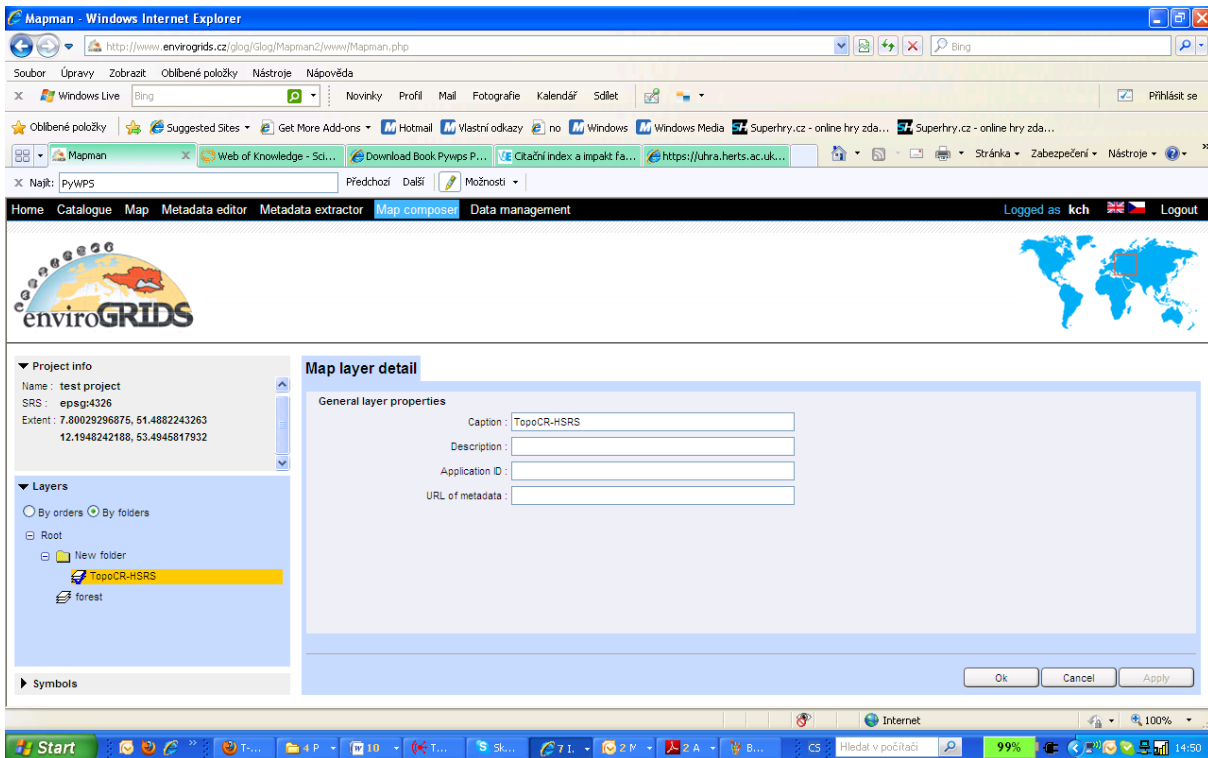 Mapman - Windows Internet Explorer
http://www.envirogrids.cz/glog/Glog/Mapman2/www/Mapman.php
Bing
Soubor Úpravy Zobrazit Oblíbené položky Nástroje Nápověda
X Windows Live Bing Novinky Profil Mail Fotografie Kalendář Sdílet Přihlásit se
Oblíbené položky Suggested Sites Get More Add-ons Hotmail Vlastní odkazy no Windows Windows Media Superhry.cz - online hry zda... Superhry.cz - online hry zda...
Mapman X Web of Knowledge - Sci... Download Book Pywps P... Citační index a impakt fa... https://uhra.herts.ac.uk... Stránka Zabezpečení Nástroje
X Najít: PyWPS Předchozí Další Možnosti
Home Catalogue Map Metadata editor Metadata extractor Map composer Data management Logged as kch Logout
enviroGRIDS
Project info
Name : test project
SRS : epsg:4326
Extent : 7.80029296875, 51.4882243263
12.1948242188, 53.4945817932
Layers
By orders By folders
Root
New folder
TopoCR-HSRS
forest
Symbols
Map layer detail
General layer properties
Caption : TopoCR-HSRS
Description :
Application ID :
URL of metadata :
Ok Cancel Apply
Internet 100%
Start T-... 4 P 10 T... Sk... 7 I. 2 M 2 A B... CS Hledat v počítači 99% 14:50